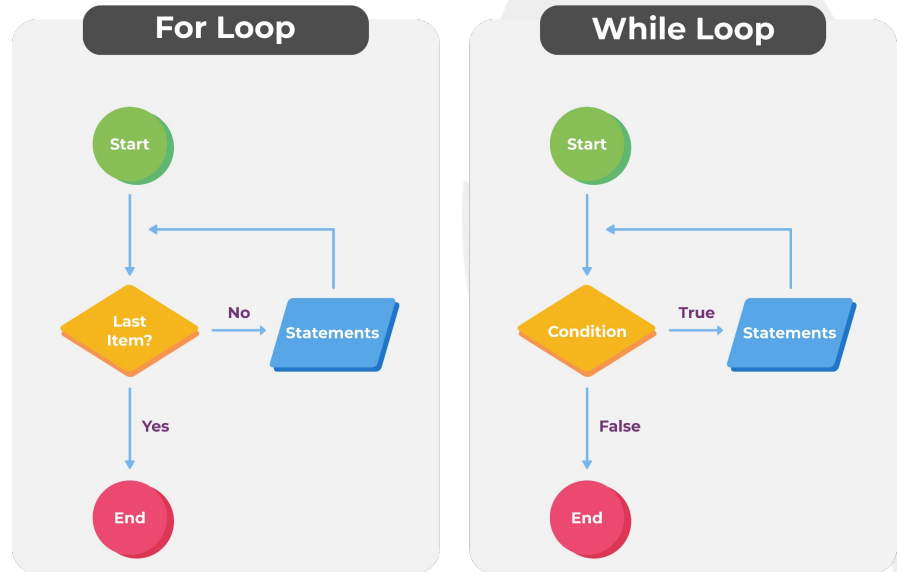 For Loop
Start
Last
Item?
No
Statements
Yes
End
While Loop
Start
Condition
True
Statements
False
End